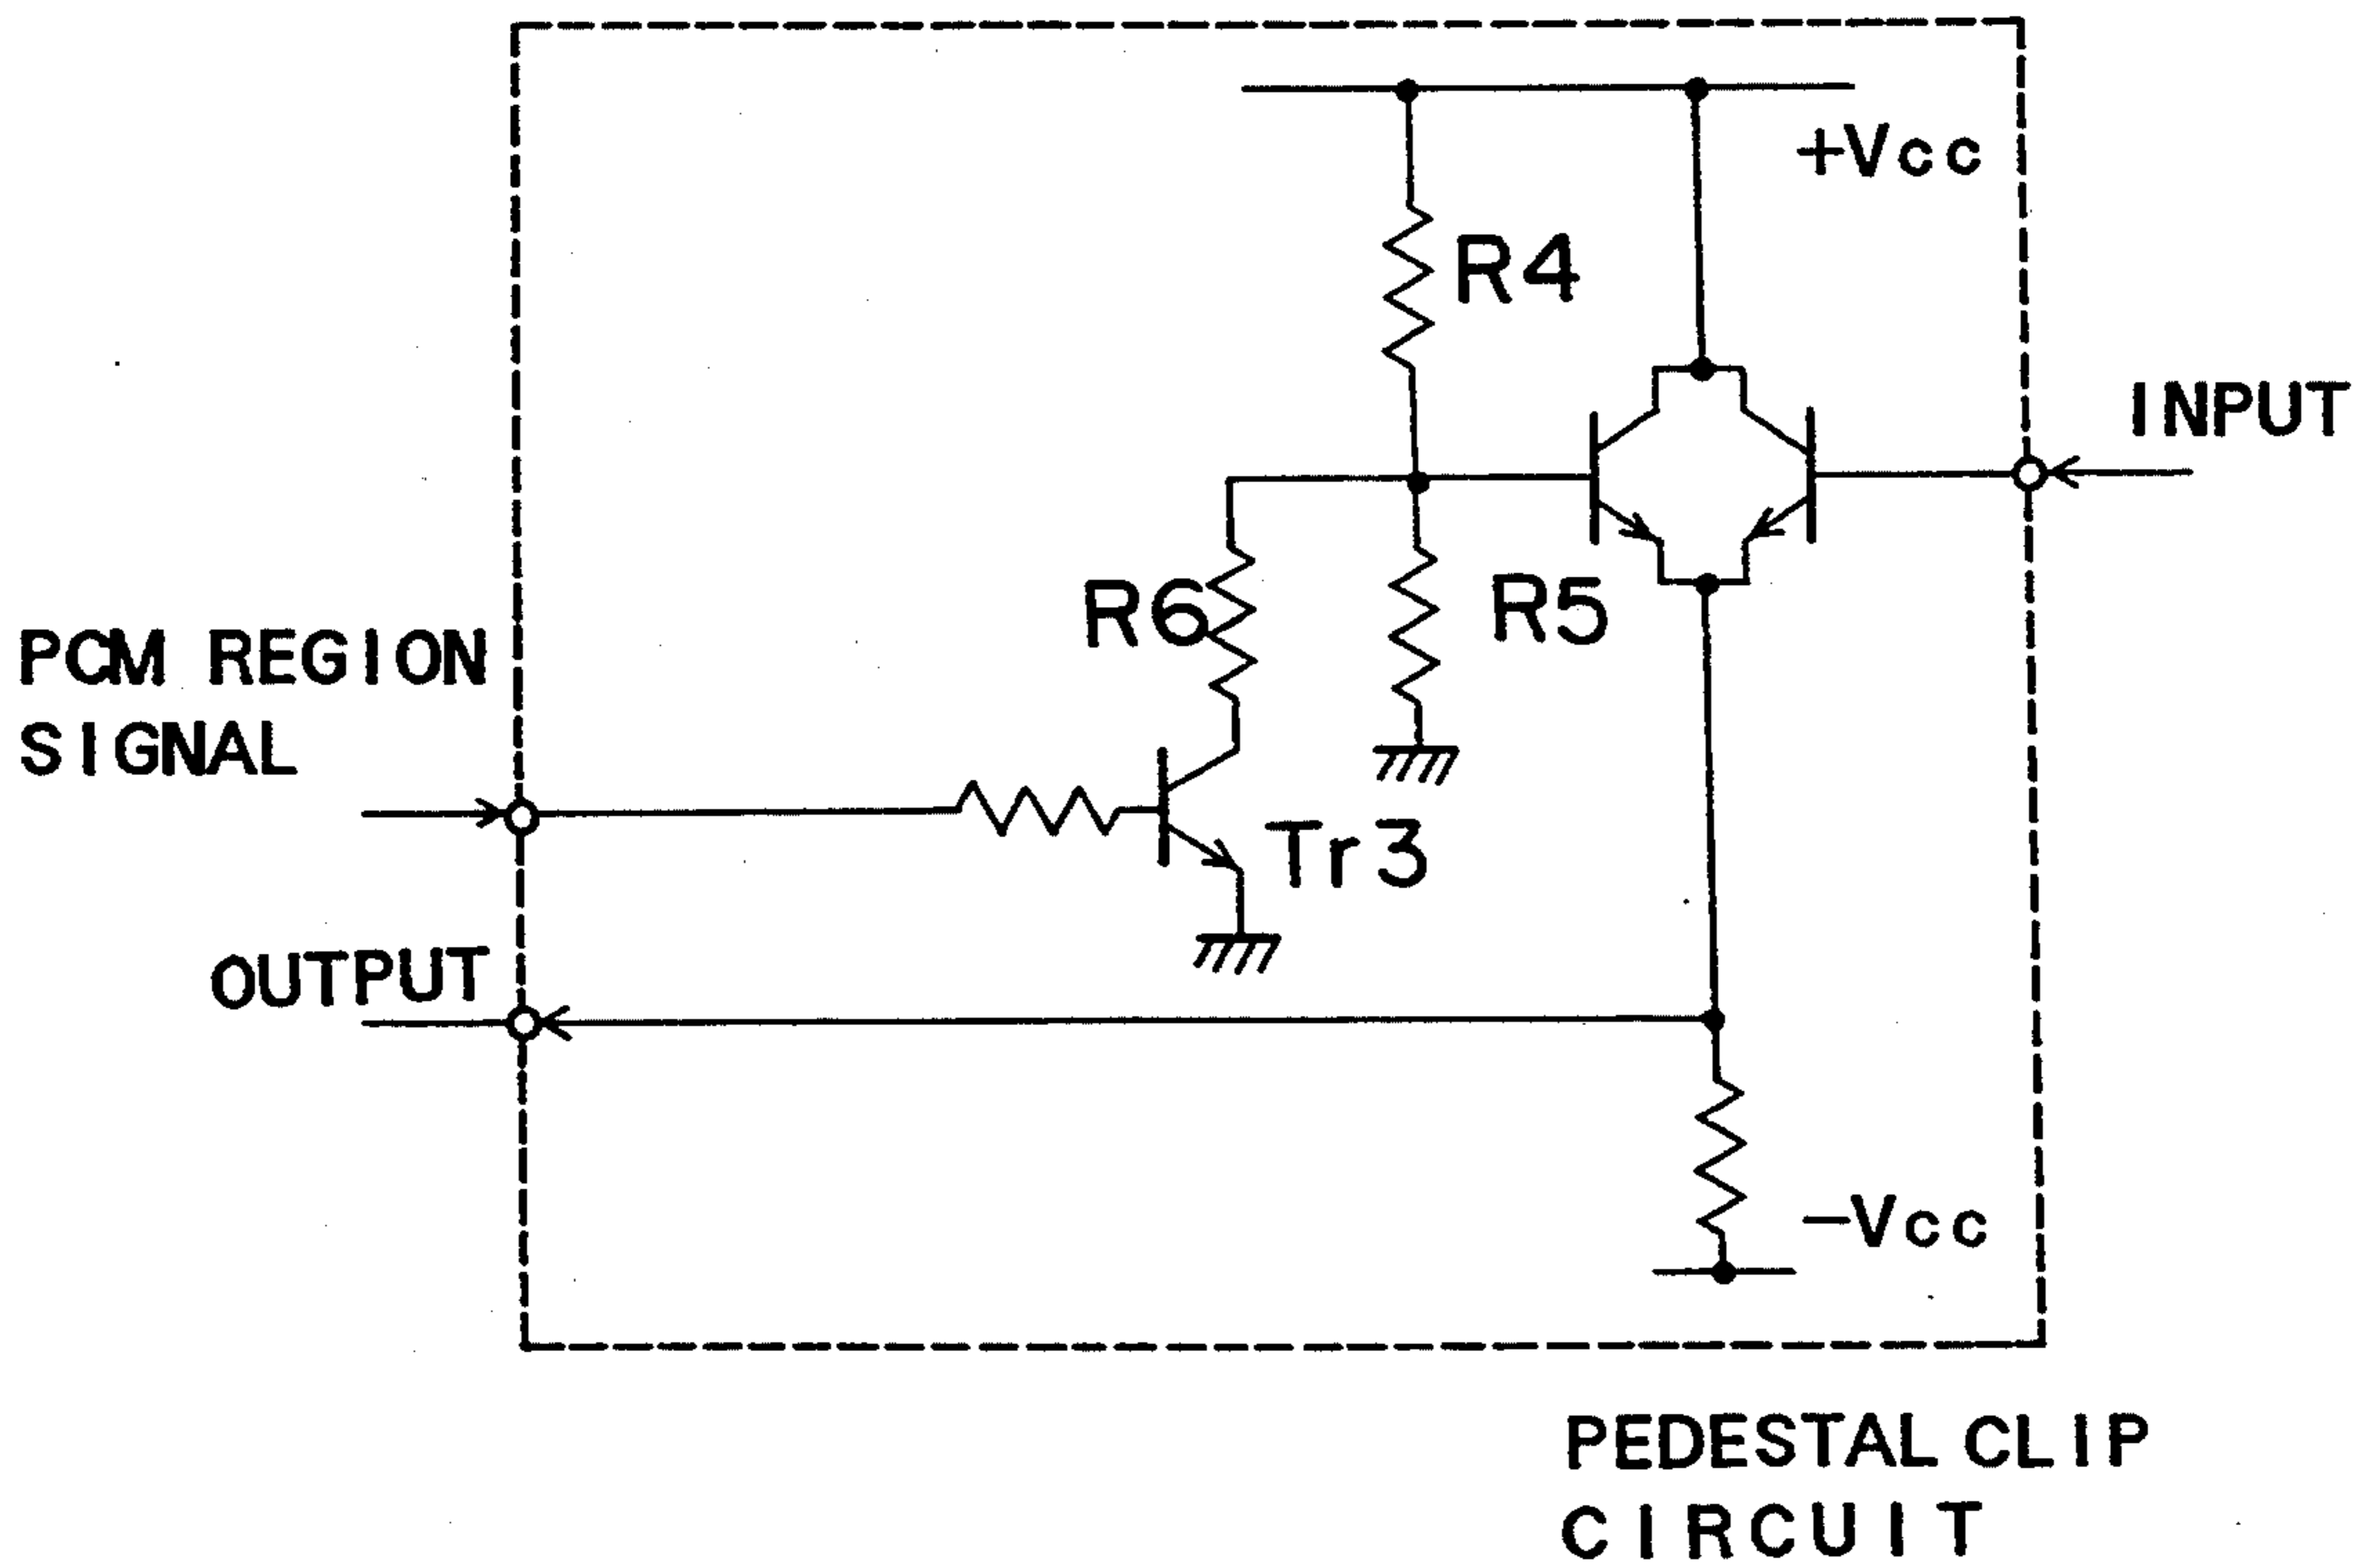 +Vcc
R4
INPUT
R6
R5
PCM REGION
SIGNAL
Tr3
OUTPUT
-Vcc
PEDESTAL CLIP
CIRCUIT